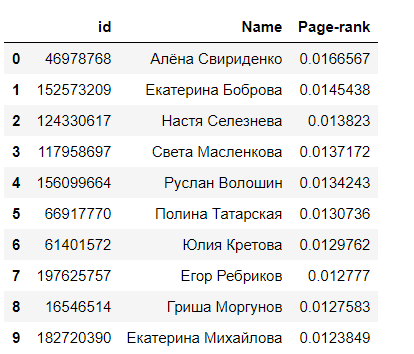 id Name Page-rank
0 46978768 Алёна Свириденко 0.0166567
1 152573209 Екатерина Боброва 0.0145438
2 124330617 Настя Селезнева 0.013823
3 117958697 Света Масленкова 0.0137172
4 156099664 Руслан Волошин 0.0134243
5 66917770 Полина Татарская 0.0130736
6 61401572 Юлия Кретова 0.0129762
7 197625757 Егор Ребриков 0.012777
8 16546514 Гриша Моргунов 0.0127583
9 182720390 Екатерина Михайлова 0.0123849